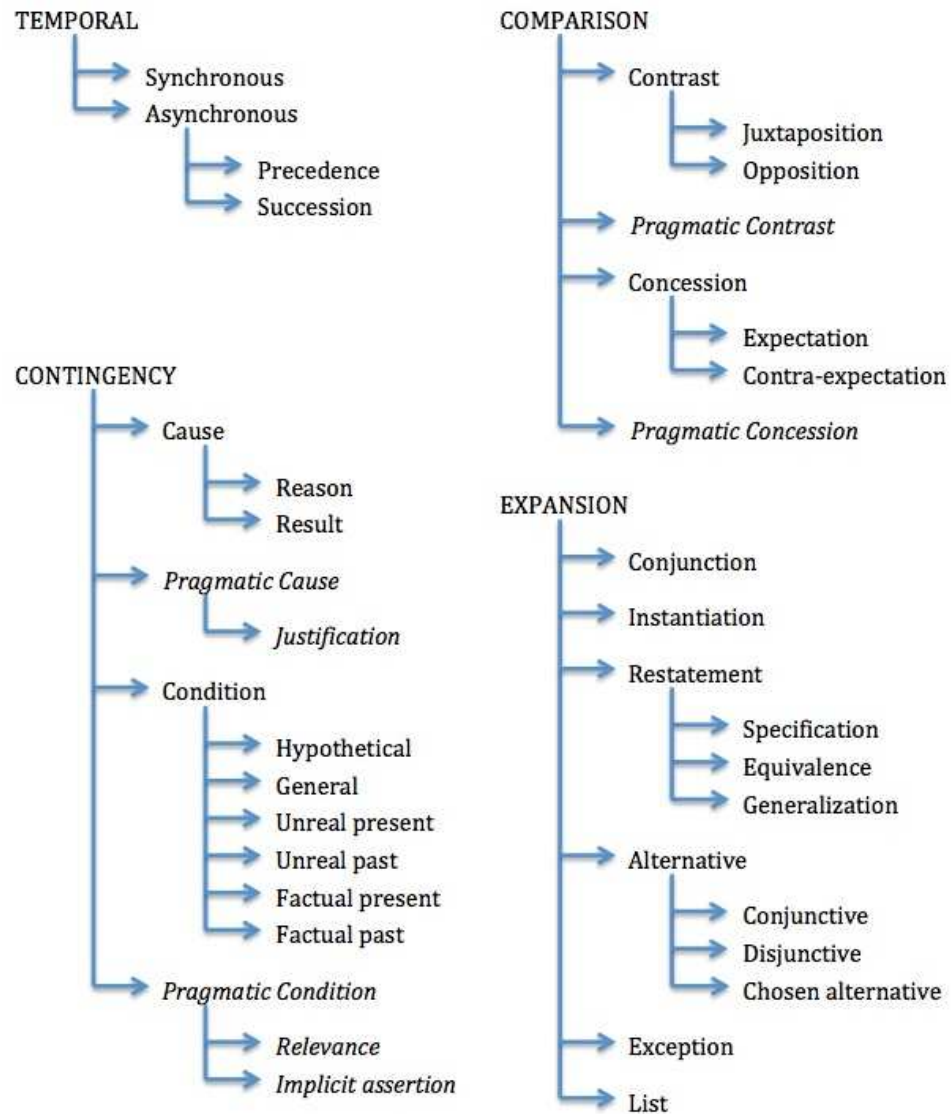 TEMPORAL
Synchronous
Asynchronous
Precedence
Succession
CONTINGENCY
Cause
Reason
Result
Pragmatic Cause
Justification
Condition
Hypothetical
General
Unreal present
Unreal past
Factual present
Factual past
Pragmatic Condition
Relevance
Implicit assertion
COMPARISON
Contrast
Juxtaposition
Opposition
Pragmatic Contrast
Concession
Expectation
Contra-expectation
Pragmatic Concession
EXPANSION
Conjunction
Instantiation
Restatement
Specification
Equivalence
Generalization
Alternative
Conjunctive
Disjunctive
Chosen alternative
Exception
List